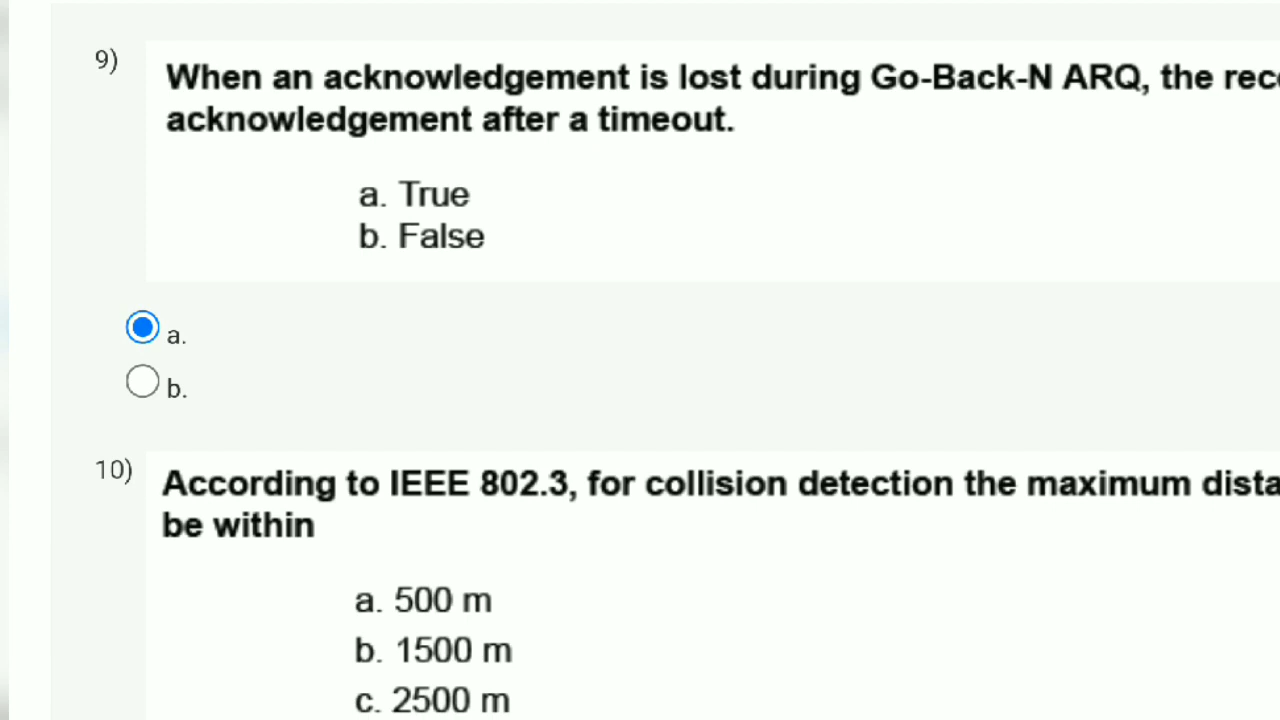 9)
When an acknowledgement is lost during Go-Back-N ARQ, the
acknowledgement after a timeout.
a. True
b. False
a.
b.
10)
According to IEEE 802.3, for collision detection the maximum
be within
a. 500 m
b. 1500 m
c. 2500 m